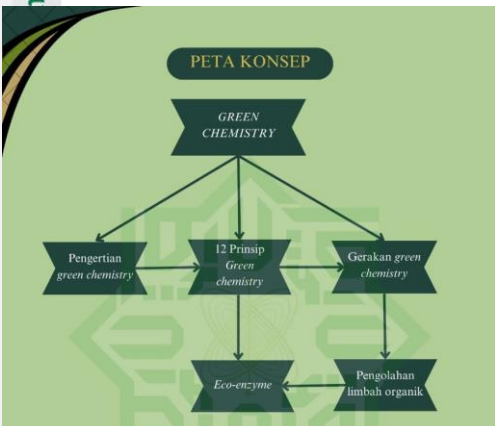 PETA KONSEP
GREEN
CHEMISTRY
Pengertian
green chemistry
12 Prinsip
Green
chemistry
Gerakan green
chemistry
Eco-enzyme
Pengolahan
limbah organik